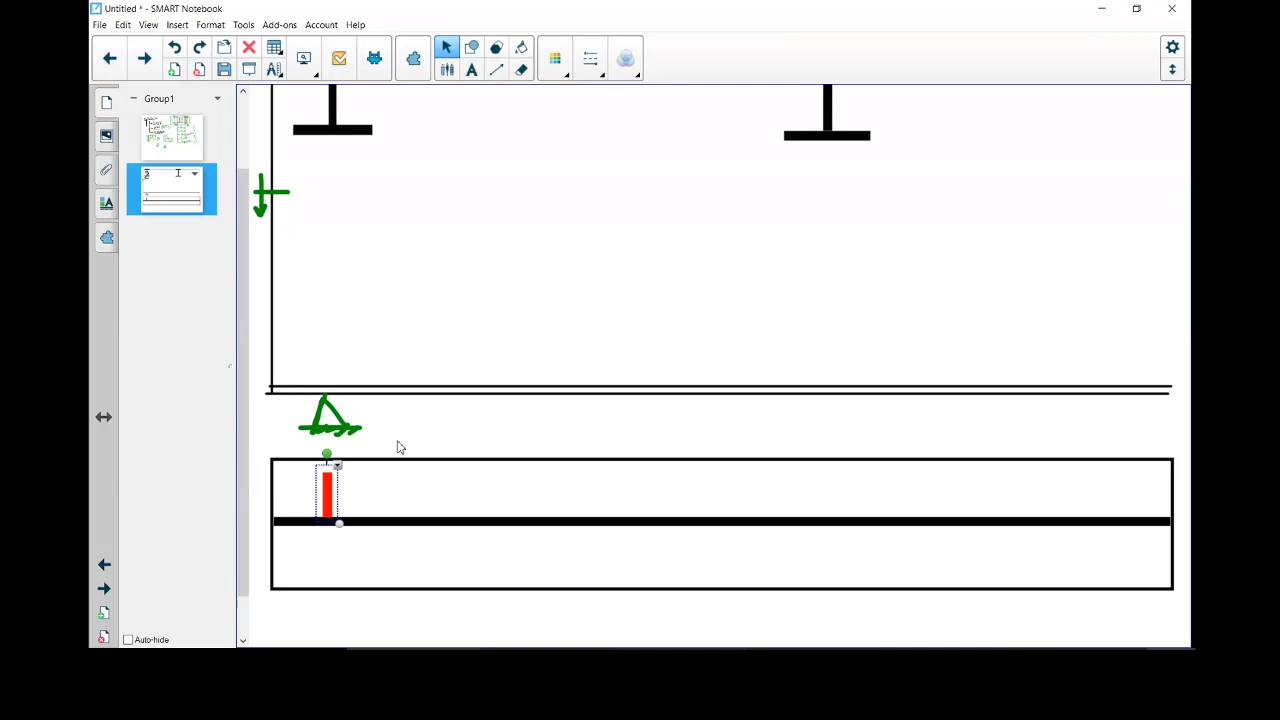 Untitled * - SMART Notebook
File Edit View Insert Format Tools Add-ons Account Help
Group1
Auto-hide